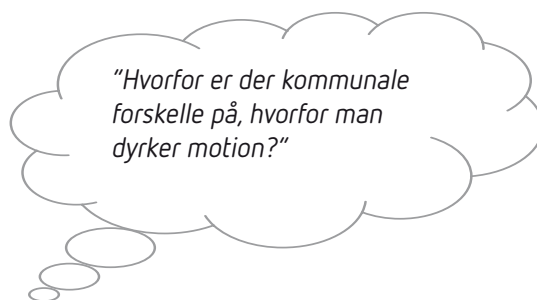 "Hvorfor er der kommunale
forskelle på, hvorfor man
dyrker motion?"